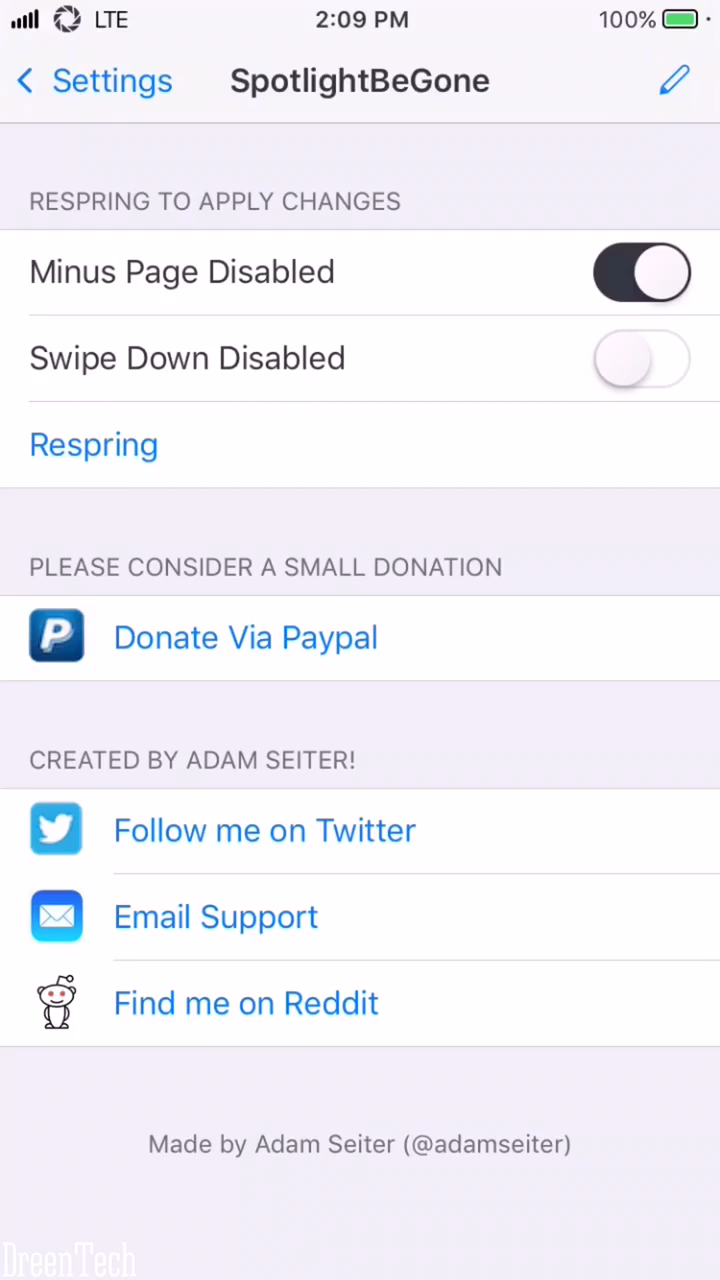 LTE 2:09 PM 100%
Settings SpotlightBeGone
RESPRING TO APPLY CHANGES
Minus Page Disabled
Swipe Down Disabled
Respring
PLEASE CONSIDER A SMALL DONATION
P Donate Via Paypal
CREATED BY ADAM SEITER!
Follow me on Twitter
Email Support
Find me on Reddit
Made by Adam Seiter (@adamseiter)
DreenTech